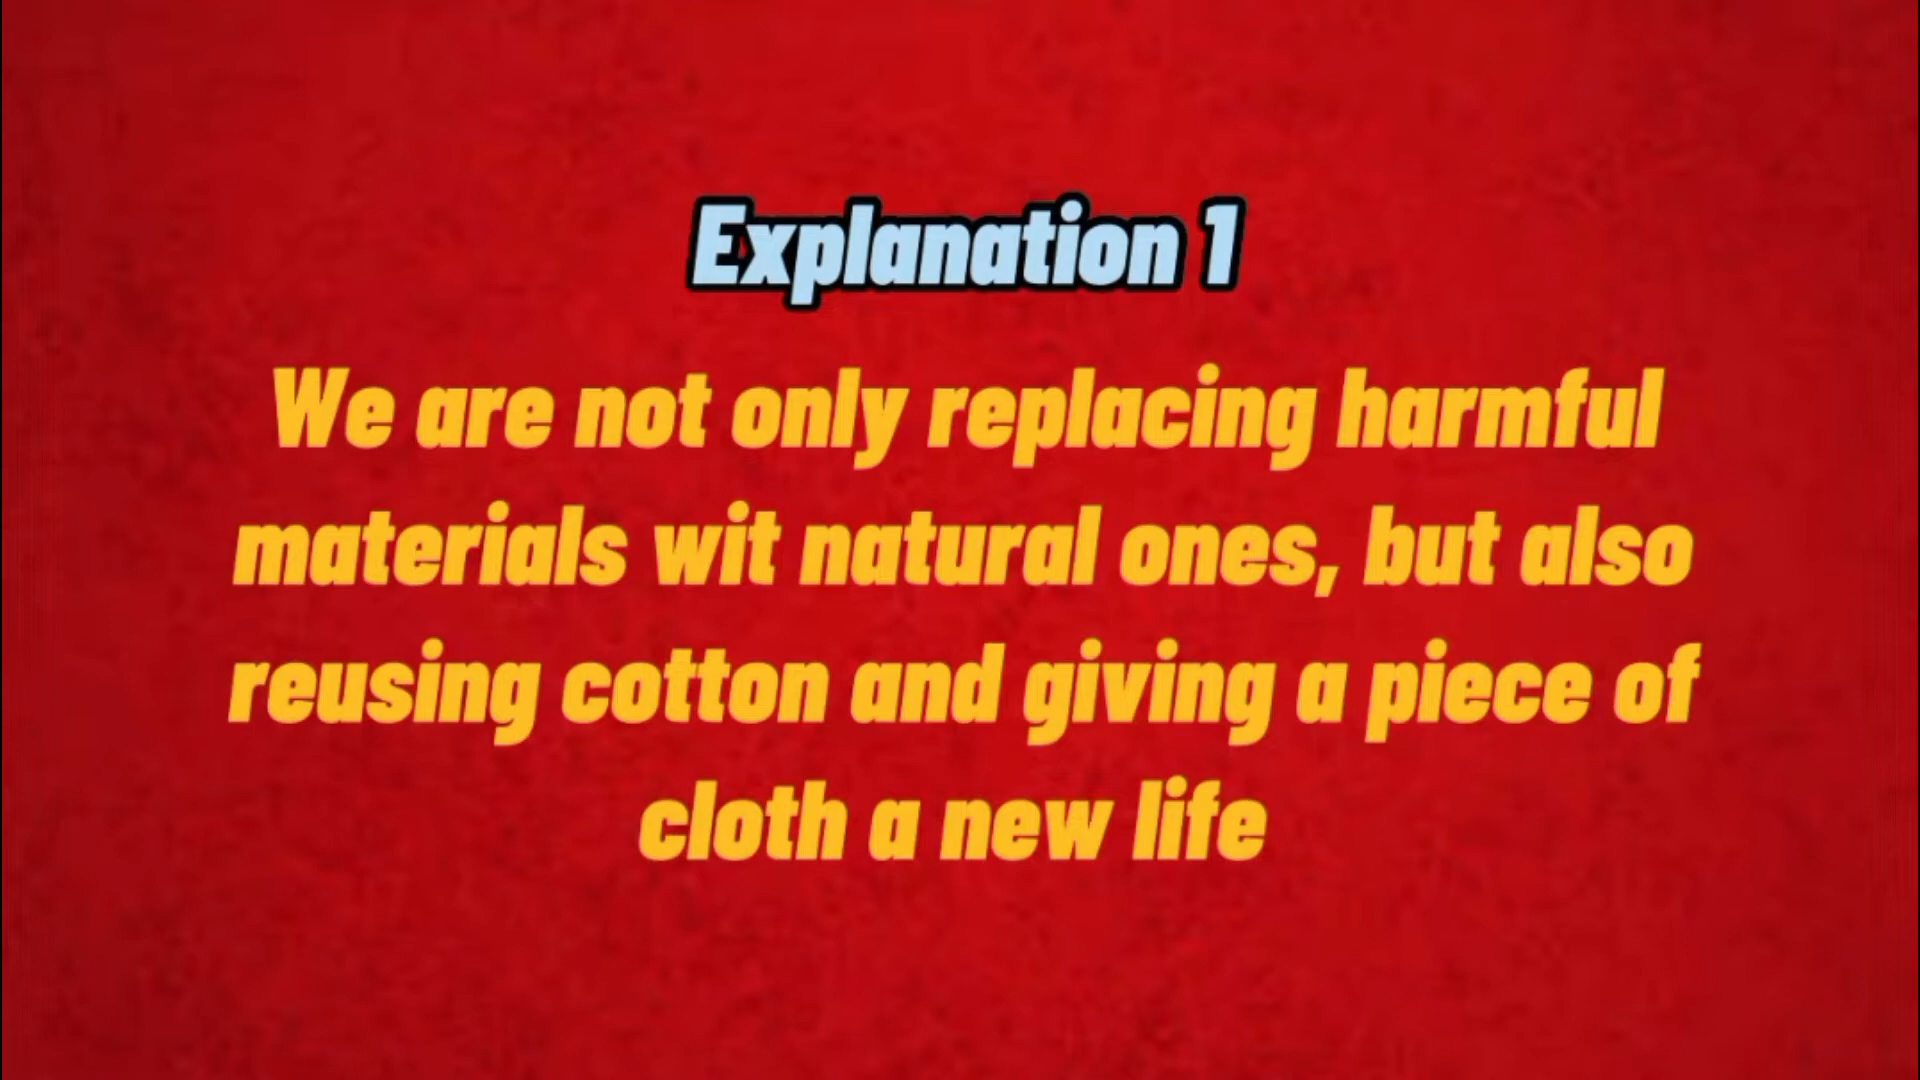 Explanation 1
We are not only replacing harmful
materials wit natural ones, but also
reusing cotton and giving a piece of
cloth a new life